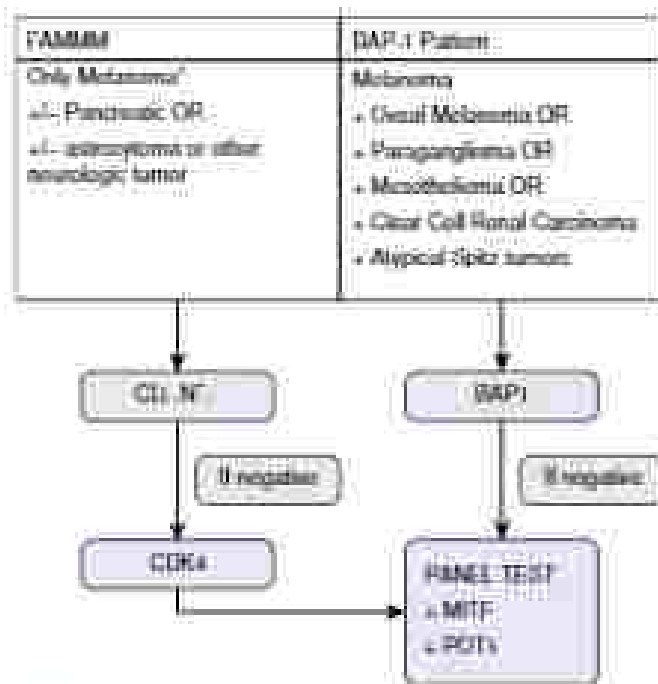 FAMMM
Only Melanoma*
+/- Pancreatic OR
+/- astrocytoma or other
neurologic tumor
BAP-1 Pattern
Melanoma
+ Uveal Melanoma OR
+ Paraganglioma OR
+ Mesothelioma OR
+ Clear Cell Renal Carcinoma
+ Atypical Spitz tumors
BAP1
If negative
If negative
CDK4
PANEL TEST
+ MITF
+ POT1